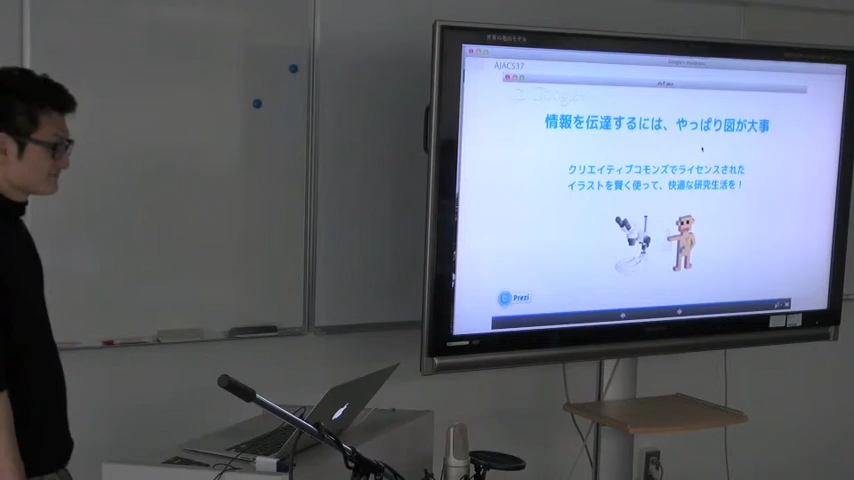 AJACS37
情報を伝達するには、やっぱり図が大事
クリエイティブコモンズでライセンスされた
イラストを賢く使って、快適な研究生活を！
Prezi